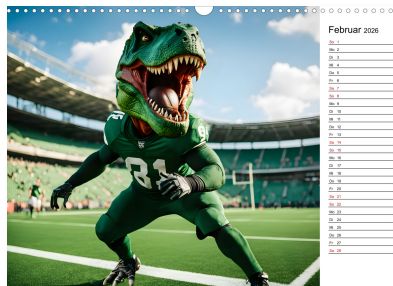 Februar 2026
So 1
Mo 2
Di 3
Mi 4
Do 5
Fr 6
Sa 7
So 8
Mo 9
Di 10
Mi 11
Do 12
Fr 13
Sa 14
So 15
Mo 16
Di 17
Mi 18
Do 19
Fr 20
Sa 21
So 22
Mo 23
Di 24
Mi 25
Do 26
Fr 27
Sa 28
81